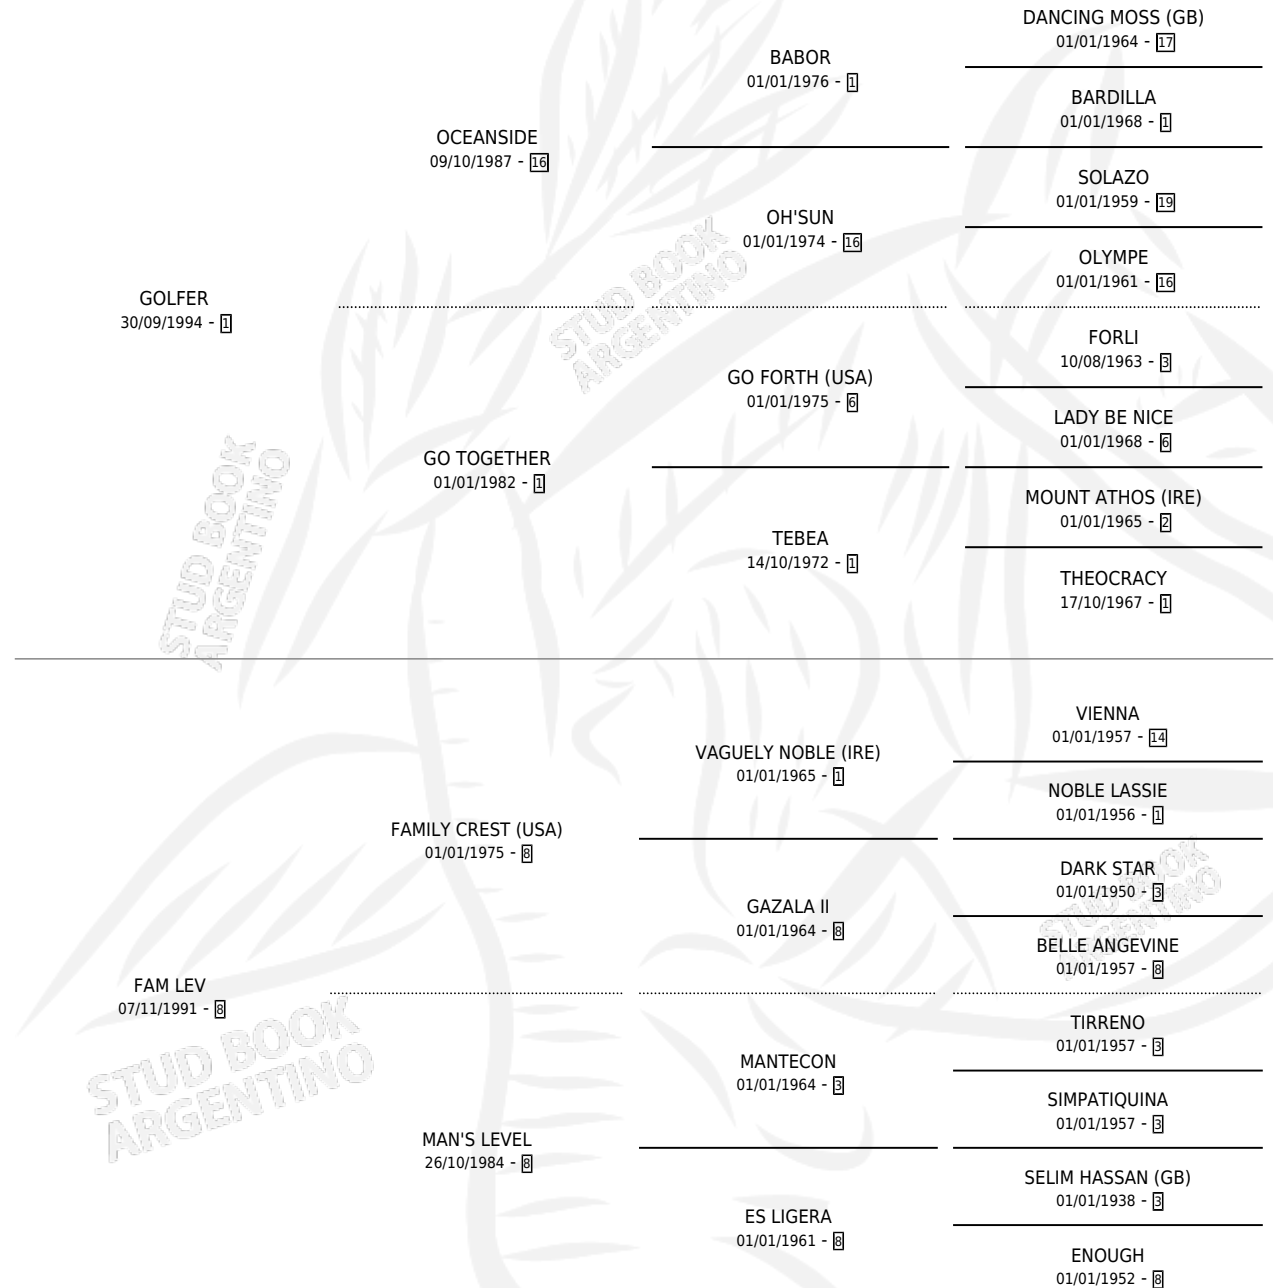 DANCING MOSS (GB)
01/01/1964 - 17
BABOR
01/01/1976 - 1
BARDILLA
01/01/1968 - 1
OCEANSIDE
09/10/1987 - 16
SOLAZO
01/01/1959 - 19
OH'SUN
01/01/1974 - 16
OLYMPE
01/01/1961 - 16
GOLFER
30/09/1994 - 1
FORLI
10/08/1963 - 3
GO FORTH (USA)
01/01/1975 - 6
LADY BE NICE
01/01/1968 - 6
GO TOGETHER
01/01/1982 - 1
MOUNT ATHOS (IRE)
01/01/1965 - 2
TEBEA
14/10/1972 - 1
THEOCRACY
17/10/1967 - 1
VIENNA
01/01/1957 - 14
VAGUELY NOBLE (IRE)
01/01/1965 - 1
NOBLE LASSIE
01/01/1956 - 1
FAMILY CREST (USA)
01/01/1975 - 8
DARK STAR
01/01/1950 - 3
GAZALA II
01/01/1964 - 8
BELLE ANGEVINE
01/01/1957 - 8
FAM LEV
07/11/1991 - 8
TIRRENO
01/01/1957 - 3
MANTECON
01/01/1964 - 3
SIMPATIQUINA
01/01/1957 - 3
MAN'S LEVEL
26/10/1984 - 8
SELIM HASSAN (GB)
01/01/1938 - 3
ES LIGERA
01/01/1961 - 8
ENOUGH
01/01/1952 - 8
STUD BOOK
ARGENTINO
STUD BOOK
ARGENTINO
STUD BOOK
ARGENTINO
STUD BOOK
ARGENTINO